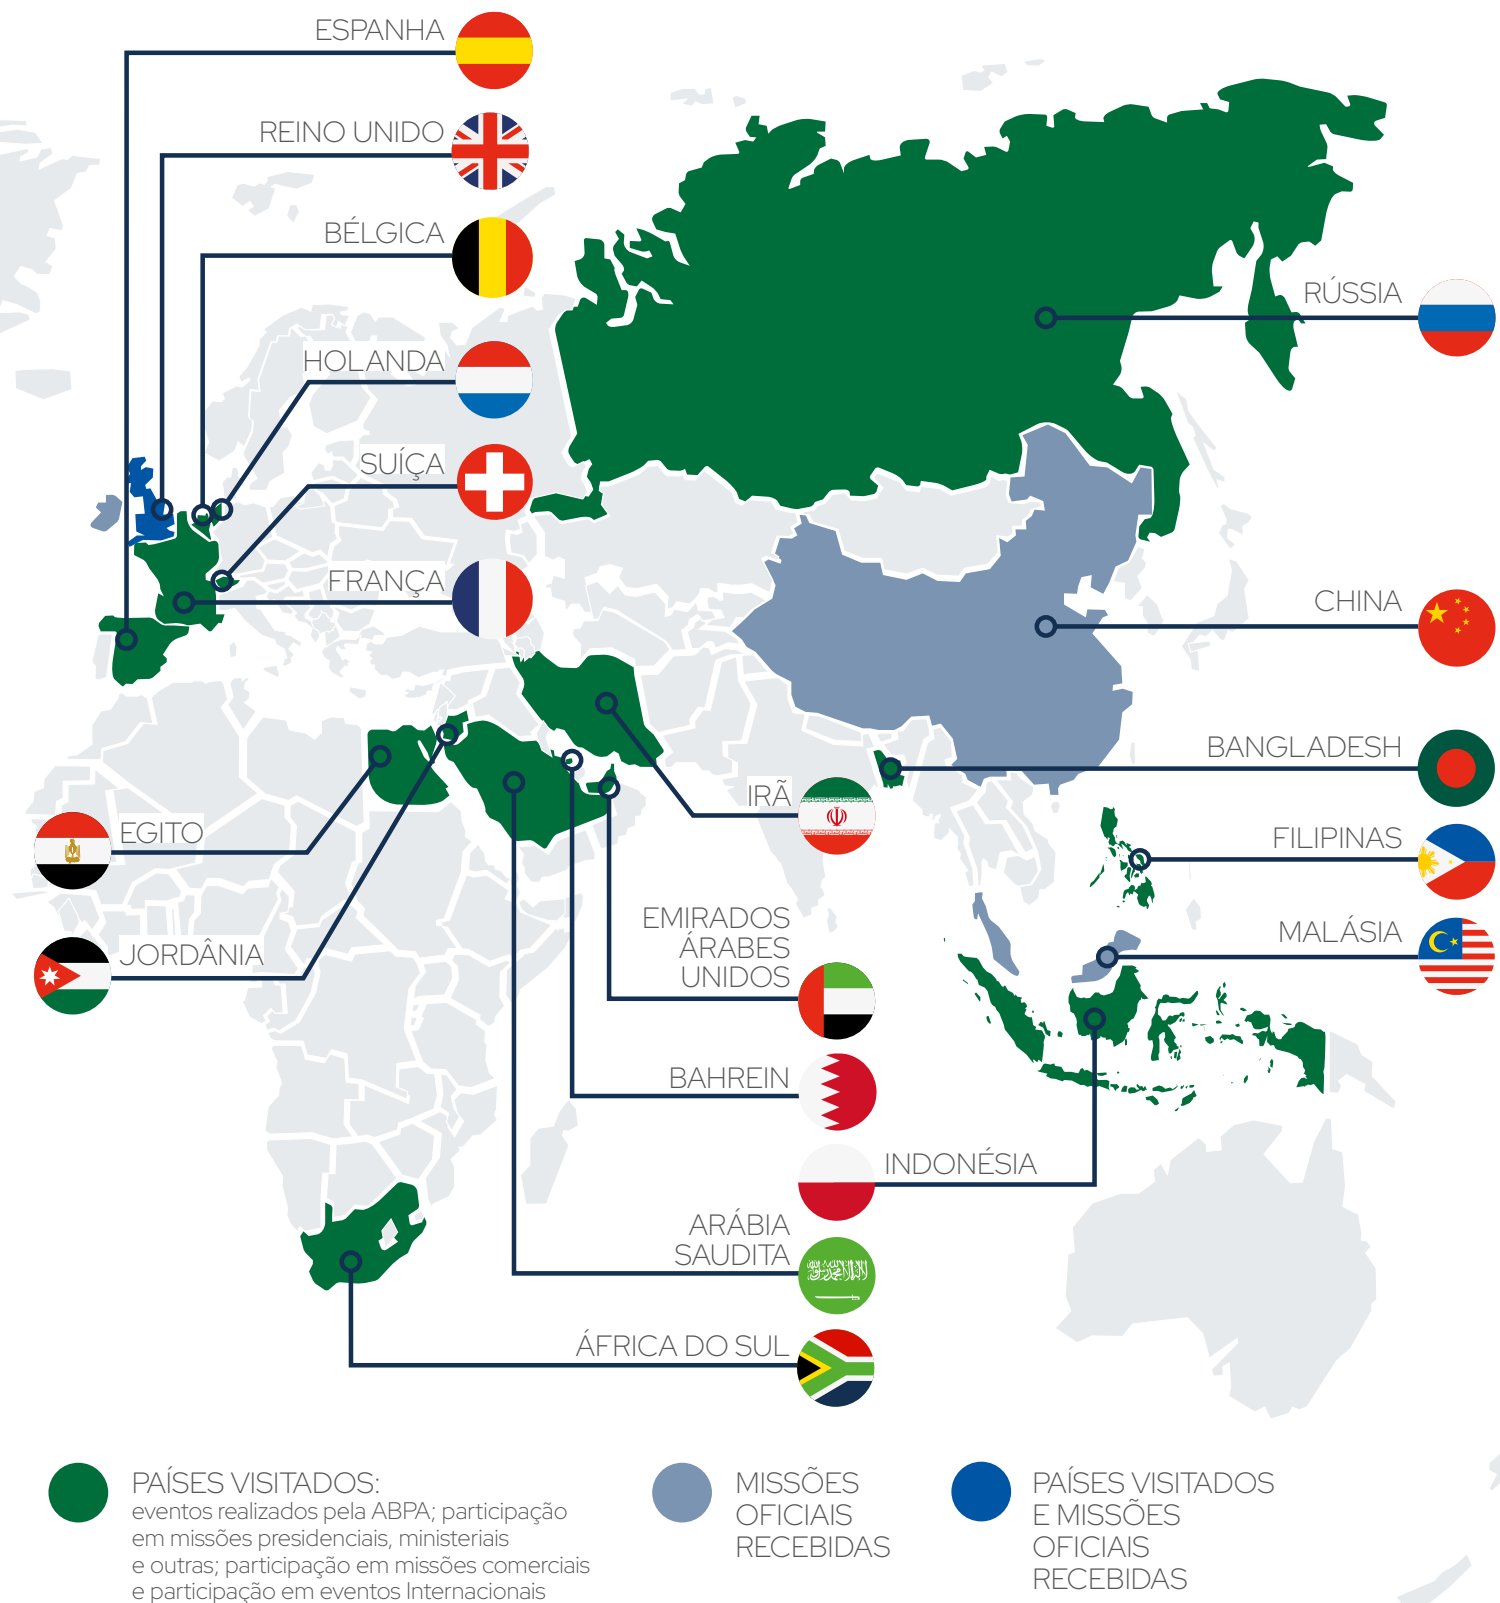 ESPANHA
REINO UNIDO
BÉLGICA
HOLANDA
SUÍÇA
FRANÇA
RÚSSIA
CHINA
BANGLADESH
FILIPINAS
MALÁSIA
IRÃ
EGITO
JORDÂNIA
EMIRADOS
ÁRABES
UNIDOS
BAHREIN
INDONÉSIA
ARÁBIA
SAUDITA
ÁFRICA DO SUL
PAÍSES VISITADOS:
eventos realizados pela ABPA; participação
em missões presidenciais, ministeriais
e outras; participação em missões comerciais
e participação em eventos Internacionais
MISSÕES
OFICIAIS
RECEBIDAS
PAÍSES VISITADOS
E MISSÕES
OFICIAIS
RECEBIDAS